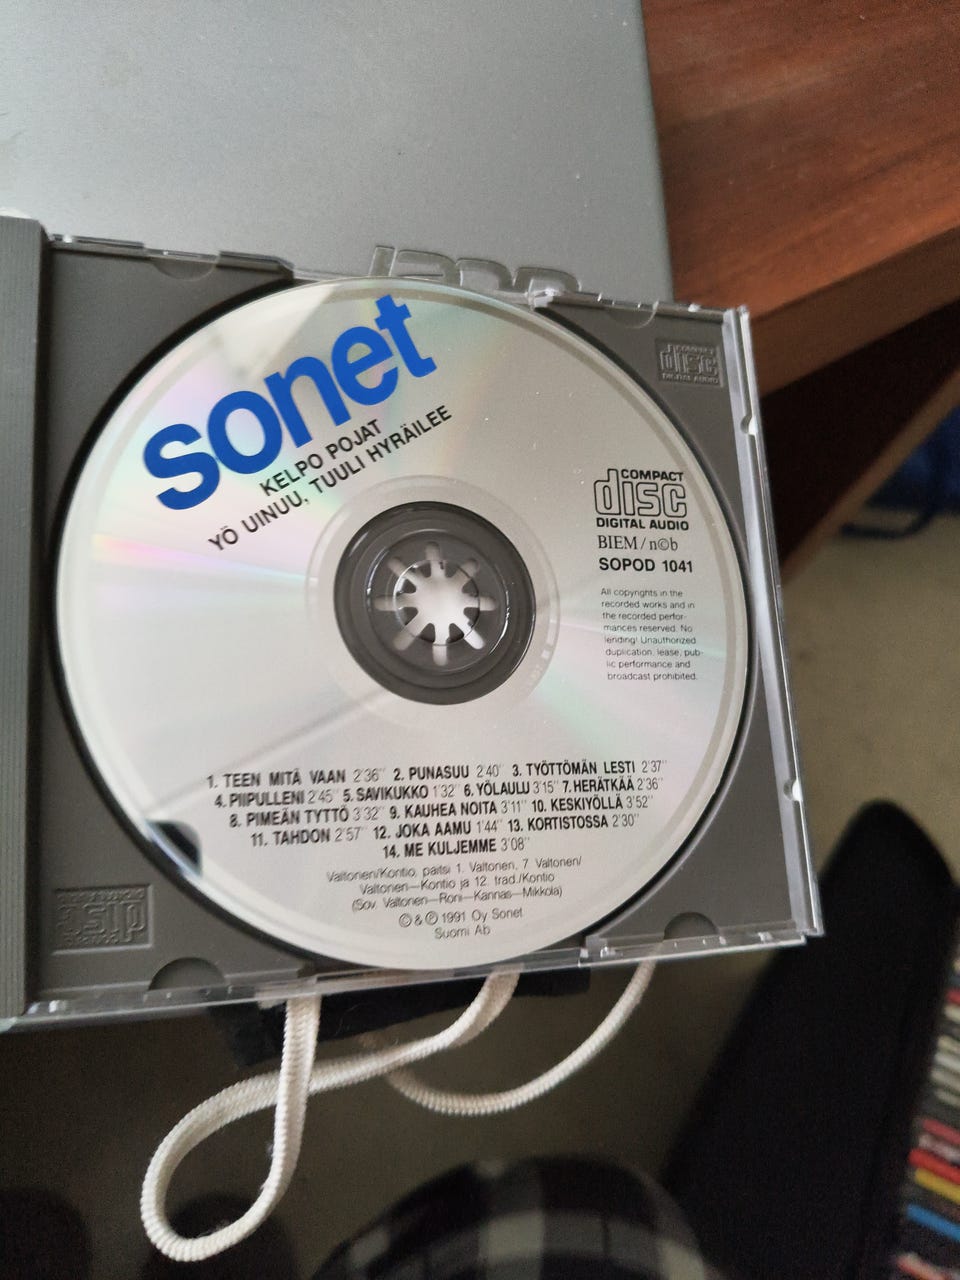 acer
COMPACT
disc
DIGITAL AUDIO
sonet
KELPO POJAT
YÖ UINUU, TUULI HYRÄILEE
COMPACT
disc
DIGITAL AUDIO
BIEM / n©b
SOPOD 1041
All copyrights in the
recorded works and in
the recorded perfor-
mances reserved. No
lending! Unauthorized
duplication, lease, pub-
lic performance and
broadcast prohibited.
1. TEEN MITÄ VAAN 2'36'' 2. PUNASUU 2'40'' 3. TYÖTTÖMÄN LESTI 2'37''
4. PIIPULLENI 2'45'' 5. SAVIKUKKO 1'32'' 6. YÖLAULU 3'15'' 7. HERÄTKÄÄ 2'36''
8. PIMEÄN TYTTÖ 3'32'' 9. KAUHEA NOITA 3'11'' 10. KESKIYÖLLÄ 3'52''
11. TAHDON 2'57'' 12. JOKA AAMU 1'44'' 13. KORTISTOSSA 2'30''
14. ME KULJEMME 3'08''
Valtonen/Kontio, paitsi 1. Valtonen, 7. Valtonen/
Valtonen—Kontio ja 12. trad./Kontio
(Sov. Valtonen—Roni—Kannas—Mikkola)
© & ℗ 1991 Oy Sonet
Suomi Ab
disc